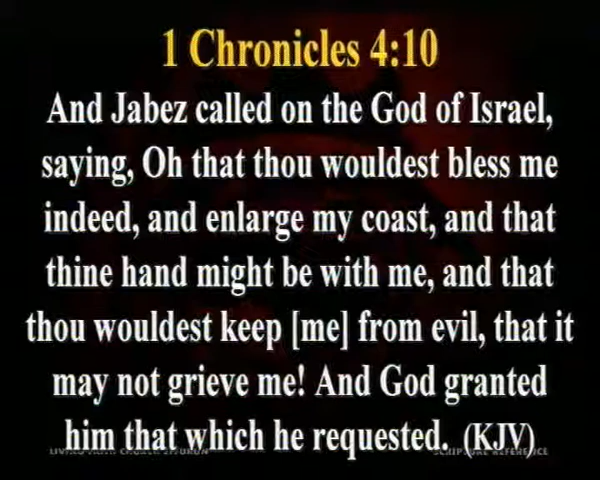 1 Chronicles 4:10
And Jabez called on the God of Israel,
saying, Oh that thou wouldest bless me
indeed, and enlarge my coast, and that
thine hand might be with me, and that
thou wouldest keep [me] from evil, that it
may not grieve me! And God granted
him that which he requested. (KJV)
SCRIPTURAL REFERENCE